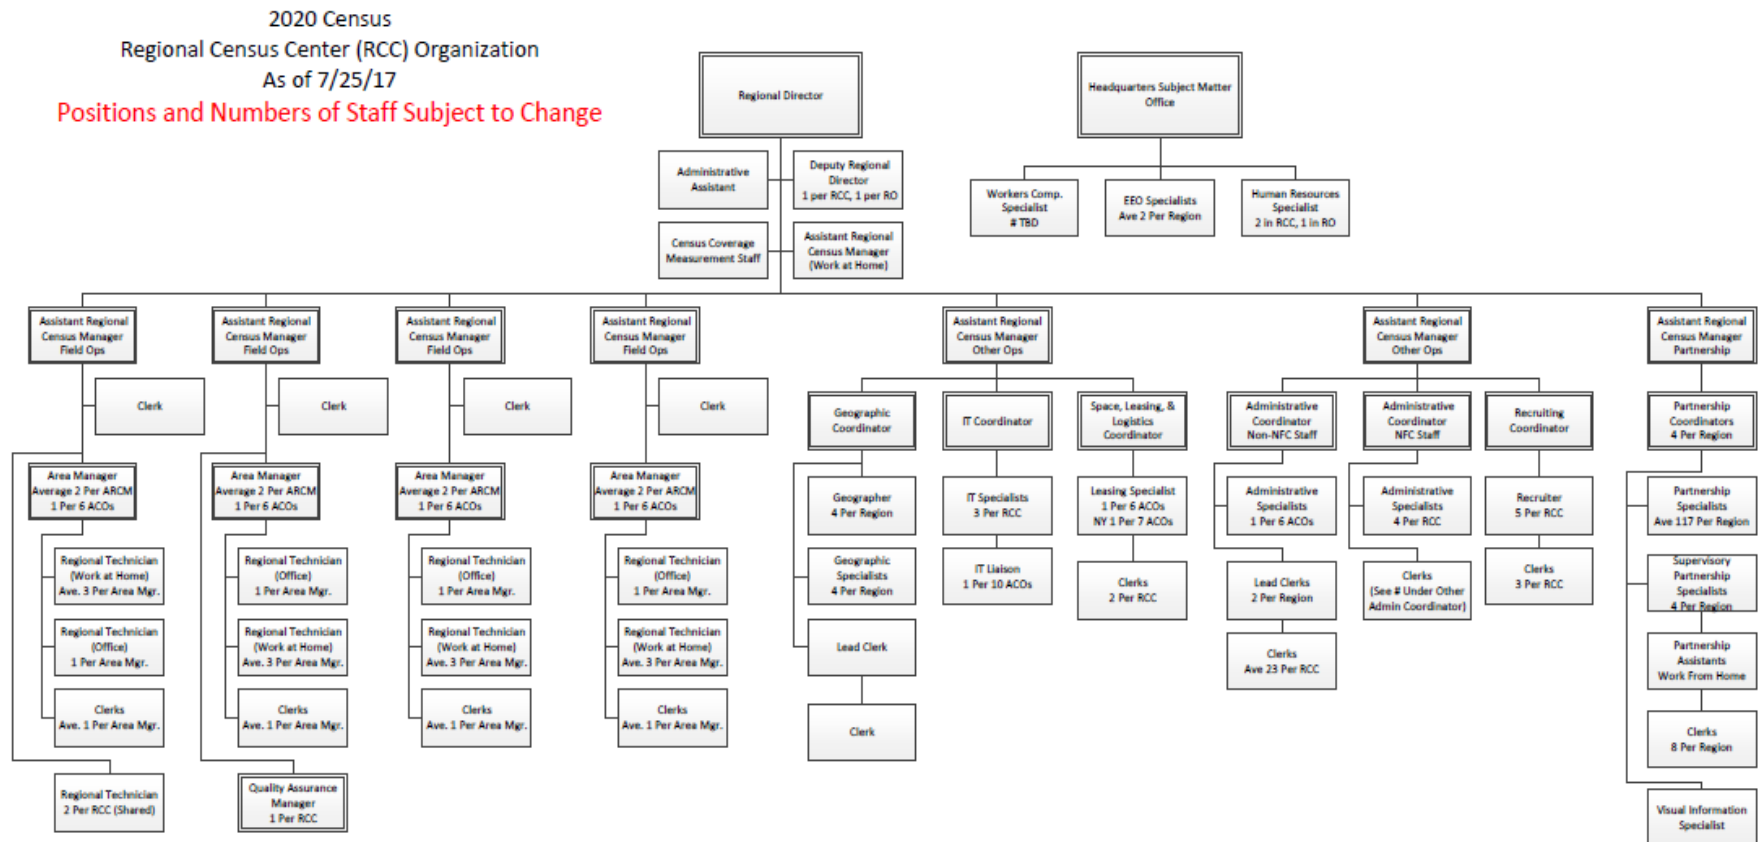 2020 Census
Regional Census Center (RCC) Organization
As of 7/25/17
Positions and Numbers of Staff Subject to Change
Regional Director
Headquarters Subject Matter
Office
Administrative
Assistant
Deputy Regional
Director
1 per RCC, 1 per RO
Workers Comp.
Specialist
# TBD
EEO Specialists
Ave 2 Per Region
Human Resources
Specialist
2 in RCC, 1 in RO
Census Coverage
Measurement Staff
Assistant Regional
Census Manager
(Work at Home)
Assistant Regional
Census Manager
Field Ops
Assistant Regional
Census Manager
Field Ops
Assistant Regional
Census Manager
Field Ops
Assistant Regional
Census Manager
Field Ops
Assistant Regional
Census Manager
Other Ops
Assistant Regional
Census Manager
Other Ops
Assistant Regional
Census Manager
Partnership
Clerk
Clerk
Clerk
Clerk
Geographic
Coordinator
IT Coordinator
Space, Leasing, &
Logistics
Coordinator
Administrative
Coordinator
Non-NFC Staff
Administrative
Coordinator
NFC Staff
Recruiting
Coordinator
Partnership
Coordinators
4 Per Region
Area Manager
Average 2 Per ARCM
1 Per 6 ACOs
Area Manager
Average 2 Per ARCM
1 Per 6 ACOs
Area Manager
Average 2 Per ARCM
1 Per 6 ACOs
Area Manager
Average 2 Per ARCM
1 Per 6 ACOs
Geographer
4 Per Region
IT Specialists
3 Per RCC
Leasing Specialist
1 Per 6 ACOs
NY 1 Per 7 ACOs
Administrative
Specialists
1 Per 6 ACOs
Administrative
Specialists
4 Per RCC
Recruiter
5 Per RCC
Partnership
Specialists
Ave 117 Per Region
Regional Technician
(Work at Home)
Ave. 3 Per Area Mgr.
Regional Technician
(Office)
1 Per Area Mgr.
Regional Technician
(Office)
1 Per Area Mgr.
Regional Technician
(Office)
1 Per Area Mgr.
Geographic
Specialists
4 Per Region
IT Liaison
1 Per 10 ACOs
Clerks
2 Per RCC
Lead Clerks
2 Per Region
Clerks
(See # Under Other
Admin Coordinator)
Clerks
3 Per RCC
Supervisory
Partnership
Specialists
4 Per Region
Regional Technician
(Office)
1 Per Area Mgr.
Regional Technician
(Work at Home)
Ave. 3 Per Area Mgr.
Regional Technician
(Work at Home)
Ave. 3 Per Area Mgr.
Regional Technician
(Work at Home)
Ave. 3 Per Area Mgr.
Lead Clerk
Clerks
Ave 23 Per RCC
Partnership
Assistants
Work From Home
Clerks
Ave. 1 Per Area Mgr.
Clerks
Ave. 1 Per Area Mgr.
Clerks
Ave. 1 Per Area Mgr.
Clerks
Ave. 1 Per Area Mgr.
Clerk
Clerks
8 Per Region
Regional Technician
2 Per RCC (Shared)
Quality Assurance
Manager
1 Per RCC
Visual Information
Specialist